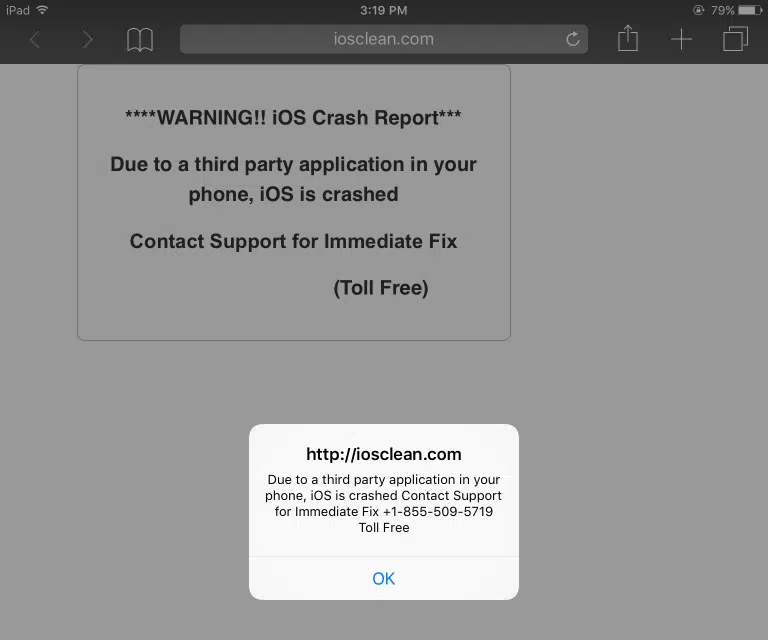 iPad 3:19 PM 79%
iosclean.com
****WARNING!! iOS Crash Report***
Due to a third party application in your
phone, iOS is crashed
Contact Support for Immediate Fix
(Toll Free)
http://iosclean.com
Due to a third party application in your
phone, iOS is crashed Contact Support
for Immediate Fix +1-855-509-5719
Toll Free
OK